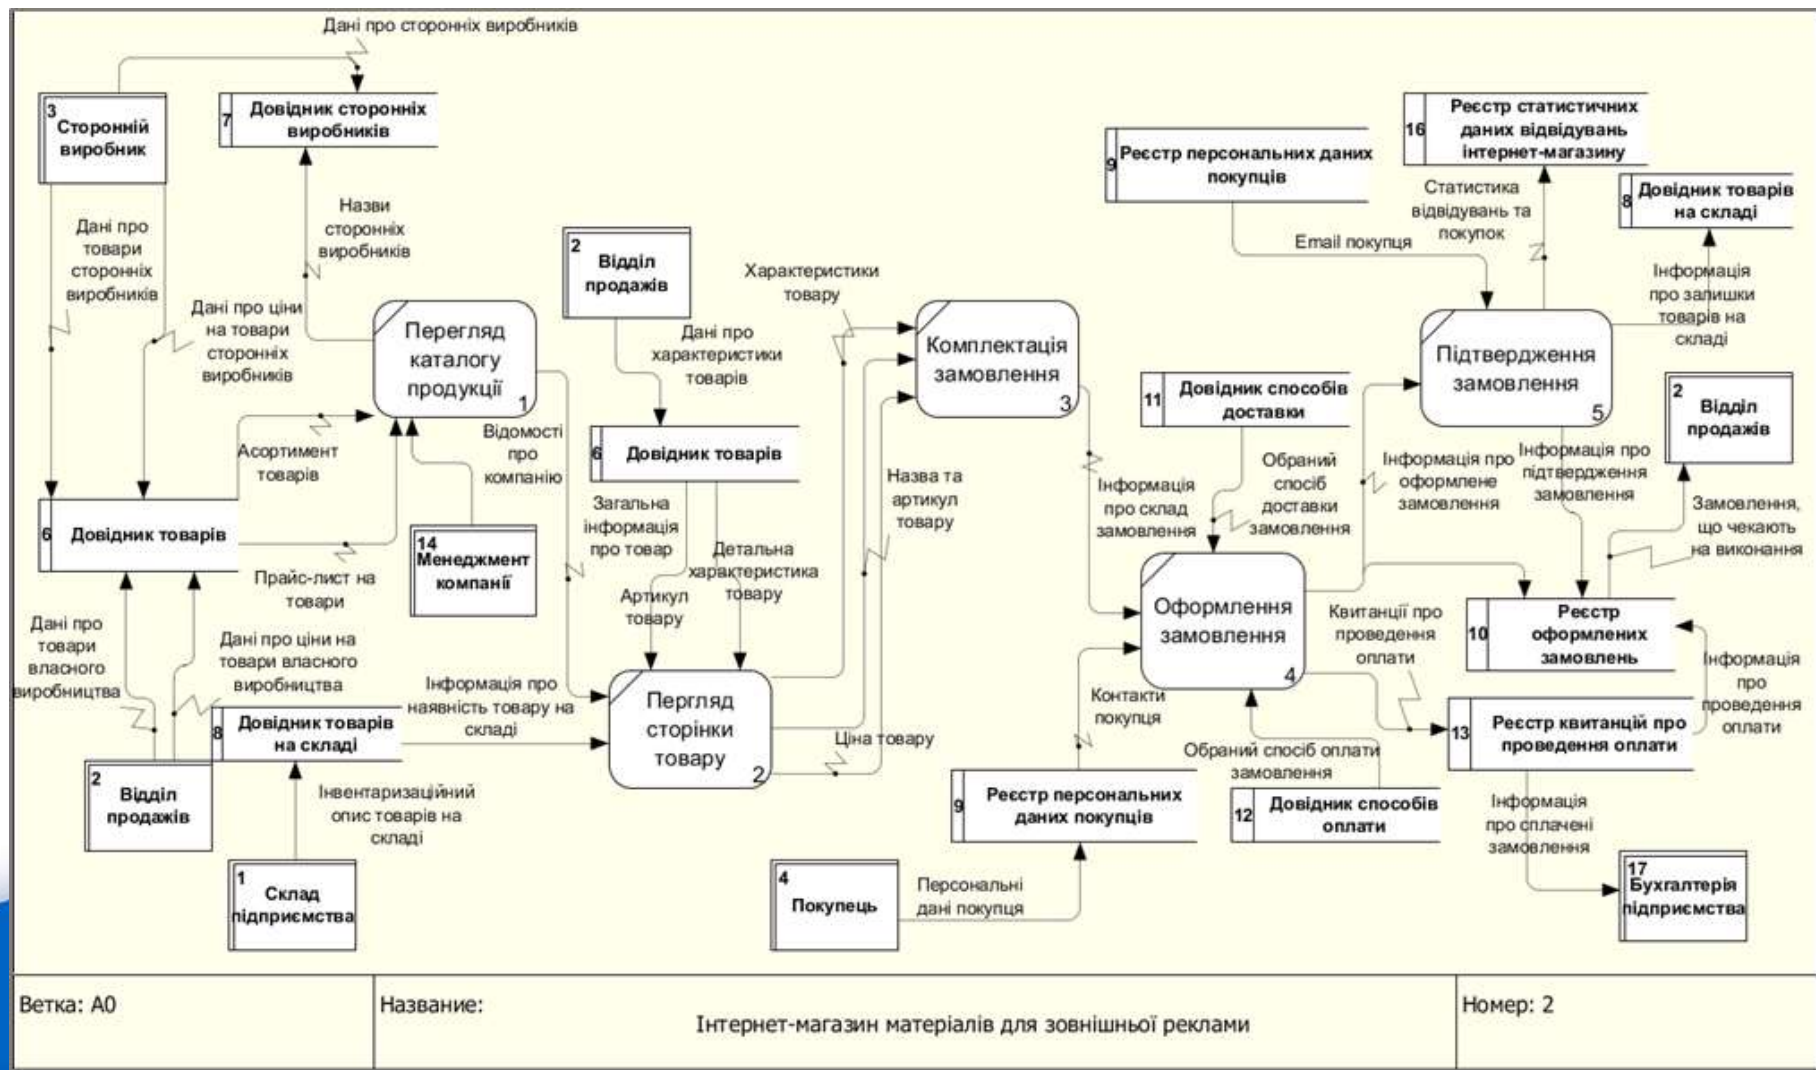 Дані про сторонніх виробників
3
Сторонній
виробник
7
Довідник сторонніх
виробників
Дані про
товари
сторонніх
виробників
Назви
сторонніх
виробників
Дані про ціни
на товари
сторонніх
виробників
Перегляд
каталогу
продукції
1
2
Відділ
продажів
Дані про
характеристики
товарів
Характеристики
товару
Комплектація
замовлення
3
9
Реєстр персональних даних
покупців
16
Реєстр статистичних
даних відвідувань
інтернет-магазину
8
Довідник товарів
на складі
Email покупця
Статистика
відвідувань та
покупок
Інформація
про залишки
товарів на
складі
Підтвердження
замовлення
5
2
Відділ
продажів
11
Довідник способів
доставки
Асортимент
товарів
Відомості
про
компанію
6
Довідник товарів
Назва та
артикул
товару
Інформація
про склад
замовлення
Обраний
спосіб
доставки
замовлення
Інформація про
оформлене
замовлення
Інформація про
підтвердження
замовлення
Замовлення,
що чекають
на виконання
6
Довідник товарів
Прайс-лист на
товари
14
Менеджмент
компанії
Загальна
інформація
про товар
Артикул
товару
Детальна
характеристика
товару
Оформлення
замовлення
4
Квитанції про
проведення
оплати
10
Реєстр
оформлених
замовлень
Дані про
товари
власного
виробництва
Дані про ціни на
товари власного
виробництва
Інформація про
наявність товару на
складі
8
Довідник товарів
на складі
Пергляд
сторінки
товару
2
Ціна товару
Контакти
покупця
Обраний спосіб оплати
замовлення
13
Реєстр квитанцій про
проведення оплати
Інформація
про
проведення
оплати
2
Відділ
продажів
Інвентаризаційний
опис товарів на
складі
1
Склад
підприємства
4
Покупець
Персональні
дані покупця
9
Реєстр персональних
даних покупців
12
Довідник способів
оплати
Інформація
про сплачені
замовлення
17
Бухгалтерія
підприємства
Ветка: A0
Название:
Інтернет-магазин матеріалів для зовнішньої реклами
Номер: 2